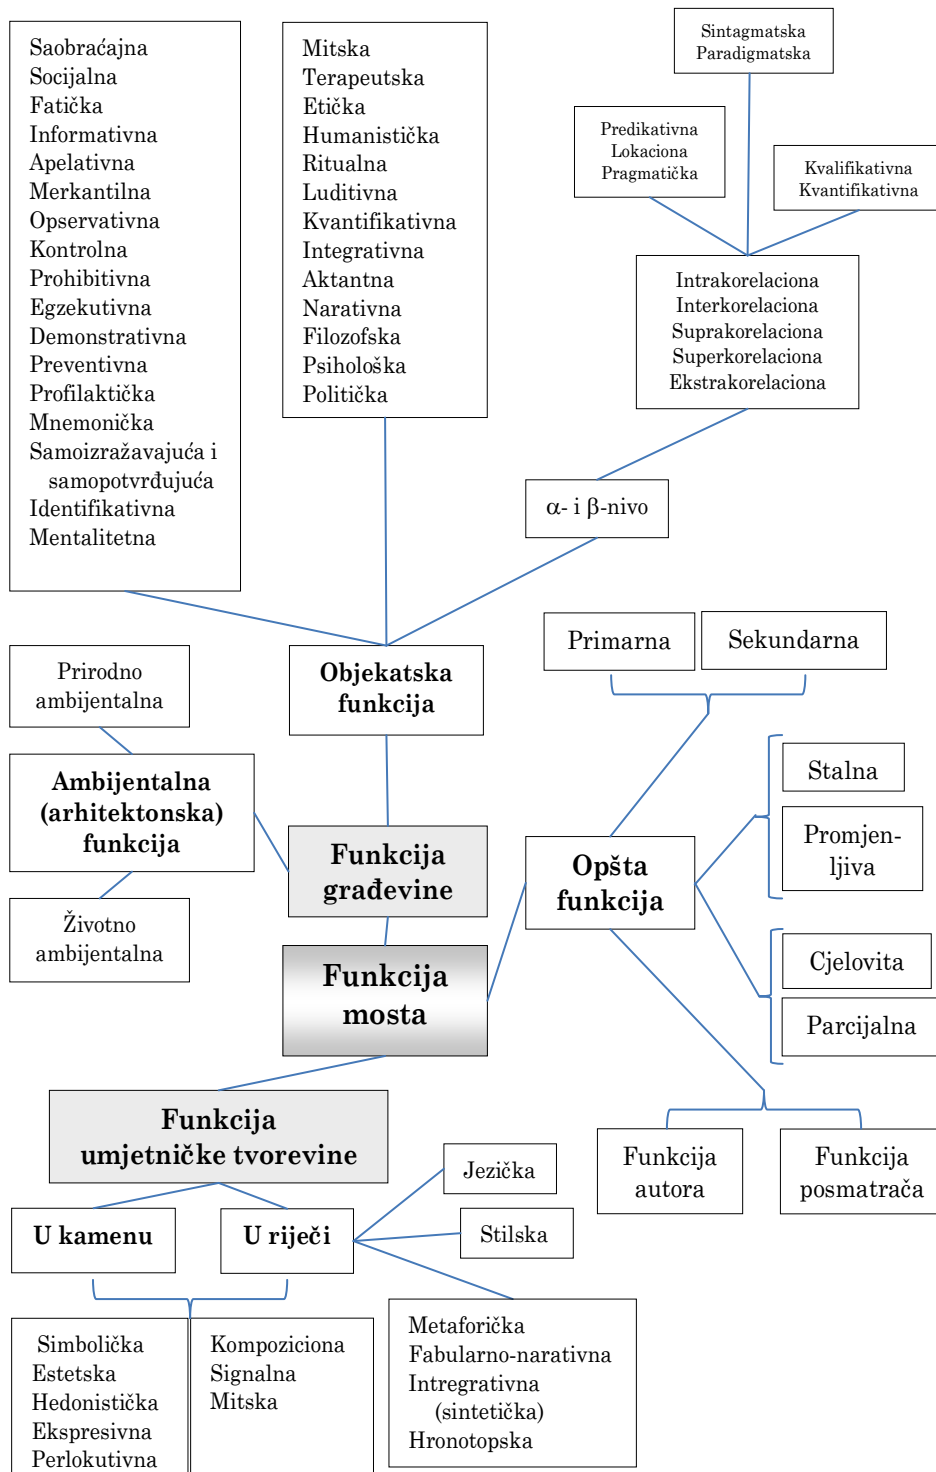 Saobraćajna
Socijalna
Fatička
Informativna
Apelativna
Merkantilna
Opservativna
Kontrolna
Prohibitivna
Egzekutivna
Demonstrativna
Preventivna
Profilaktička
Mnemonička
Samoizražavajuća i
samopotvrđujuća
Identifikativna
Mentalitetna
Mitska
Terapeutska
Etička
Humanistička
Ritualna
Luditivna
Kvantifikativna
Integrativna
Aktantna
Narativna
Filozofska
Psihološka
Politička
Sintagmatska
Paradigmatska
Predikativna
Lokaciona
Pragmatička
Kvalifikativna
Kvantifikativna
Intrakorelaciona
Interkorelaciona
Suprakorelaciona
Superkorelaciona
Ekstrakorelaciona
α- i β-nivo
Primarna
Sekundarna
Prirodno
ambijentalna
Objekatska
funkcija
Ambijentalna
(arhitektonska)
funkcija
Stalna
Promjen-
ljiva
Funkcija
građevine
Opšta
funkcija
Životno
ambijentalna
Cjelovita
Parcijalna
Funkcija
mosta
Funkcija
umjetničke tvorevine
Funkcija
autora
Funkcija
posmatrača
Jezička
U kamenu
U riječi
Stilska
Simbolička
Estetska
Hedonistička
Ekspresivna
Perlokutivna
Kompoziciona
Signalna
Mitska
Metaforička
Fabularno-narativna
Intregrativna
(sintetička)
Hronotopska